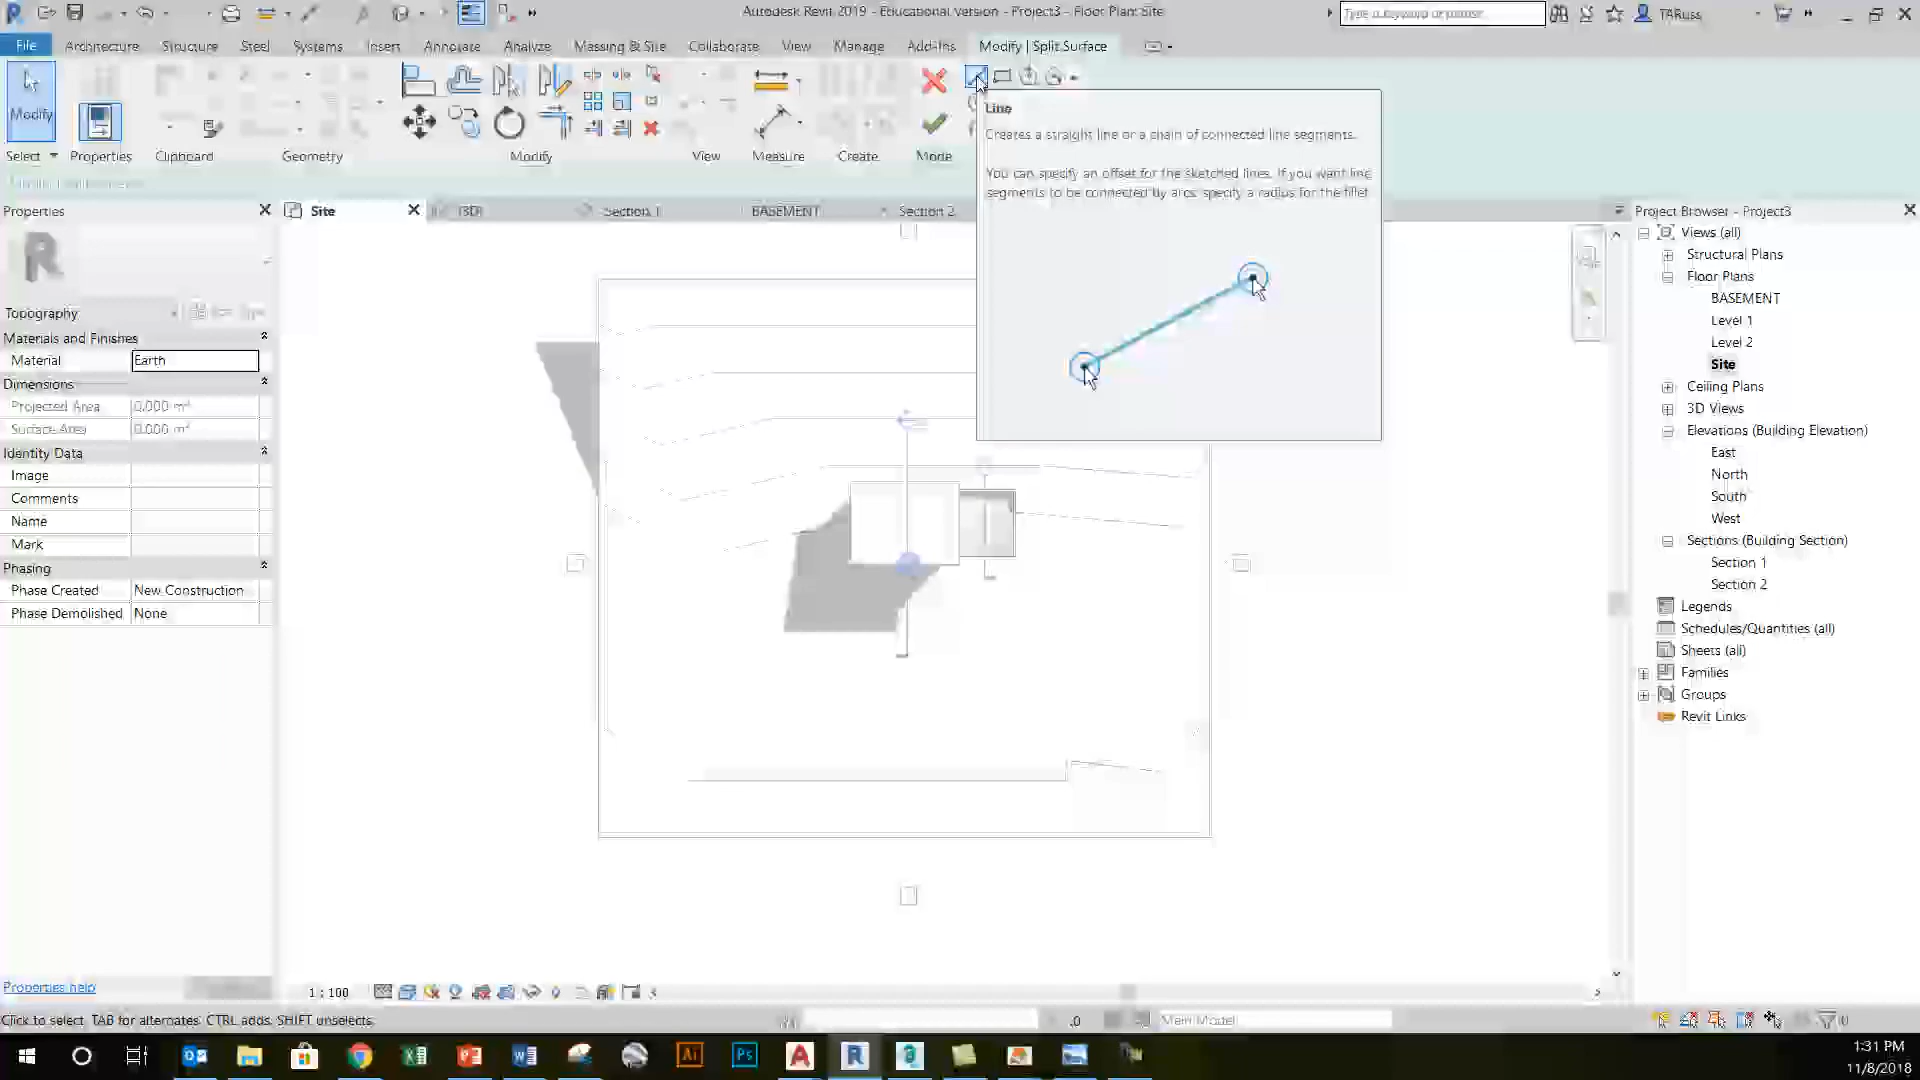 Autodesk Revit 2019 - Educational Version - Project3 - Floor Plan: Site
Type a keyword or phrase
TARuss
File Architecture Structure Steel Systems Insert Annotate Analyze Massing & Site Collaborate View Manage Add-Ins Modify | Split Surface
Modify
Select Properties Clipboard Geometry Modify View Measure Create Mode
Line
Creates a straight line or a chain of connected line segments.
You can specify an offset for the sketched lines. If you want line
segments to be connected by arcs, specify a radius for the fillet.
Properties
Site {3D} Section 1 BASEMENT Section 2
R
Topography
Materials and Finishes
Material Earth
Dimensions
Projected Area 0.000 m²
Surface Area 0.000 m²
Identity Data
Image
Comments
Name
Mark
Phasing
Phase Created New Construction
Phase Demolished None
Properties help
Project Browser - Project3
Views (all)
Structural Plans
Floor Plans
BASEMENT
Level 1
Level 2
Site
Ceiling Plans
3D Views
Elevations (Building Elevation)
East
North
South
West
Sections (Building Section)
Section 1
Section 2
Legends
Schedules/Quantities (all)
Sheets (all)
Families
Groups
Revit Links
1 : 100
Click to select, TAB for alternates, CTRL adds, SHIFT unselects.
:0
Main Model
:0
1:31 PM
11/8/2018